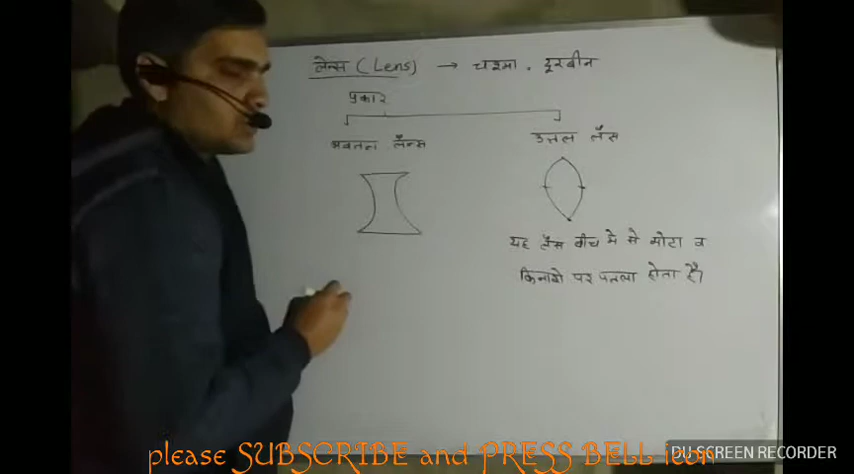 लेन्स (Lens) → चश्मा, दूरबीन
प्रकार
अवतल लैन्स
उत्तल लैंस
यह लैंस बीच मे से मोटा व
किनारो पर पतला होता है।
please SUBSCRIBE and PRESS BELL icon
DU SCREEN RECORDER